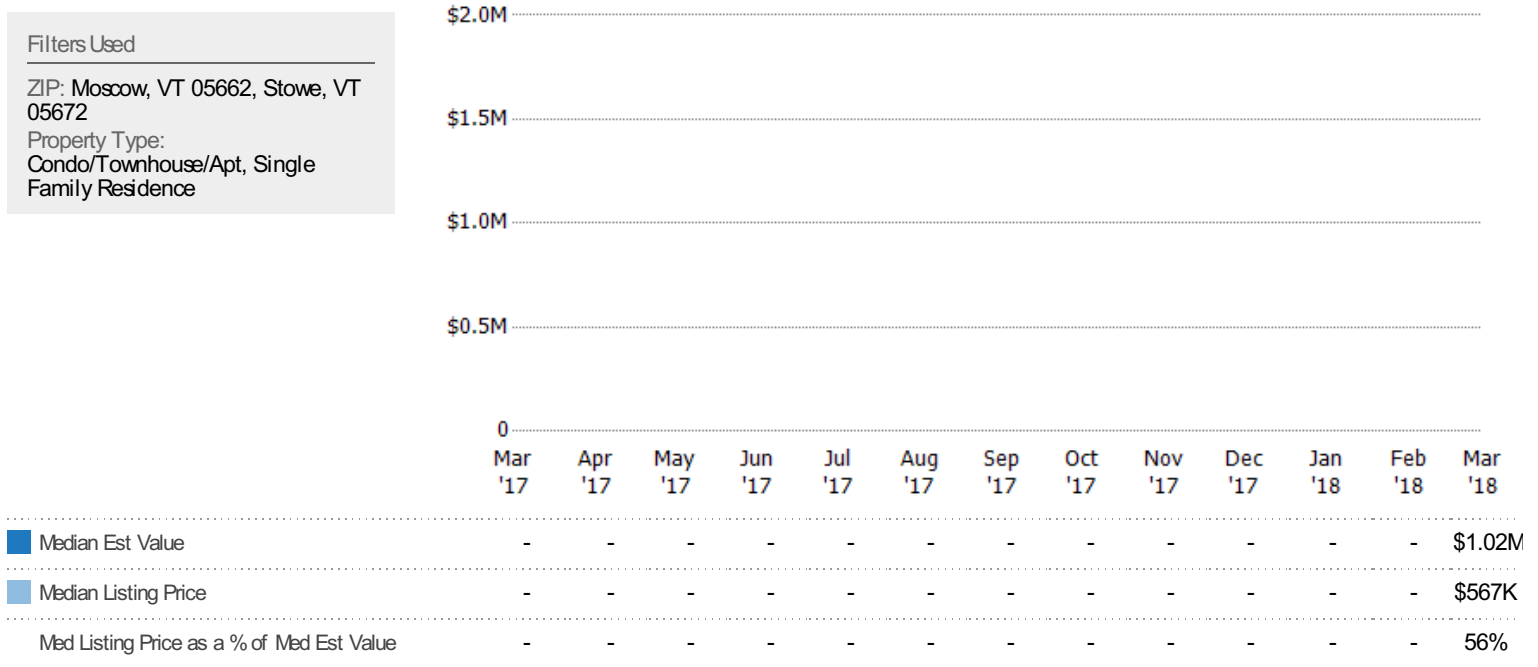 Filters Used
ZIP: Moscow, VT 05662, Stowe, VT
05672
Property Type:
Condo/Townhouse/Apt, Single
Family Residence
$2.0M
$1.5M
$1.0M
$0.5M
0
Mar Apr May Jun Jul Aug Sep Oct Nov Dec Jan Feb Mar
'17 '17 '17 '17 '17 '17 '17 '17 '17 '17 '18 '18 '18
Median Est Value - - - - - - - - - - - - $1.02M
Median Listing Price - - - - - - - - - - - - $567K
Med Listing Price as a % of Med Est Value - - - - - - - - - - - - 56%